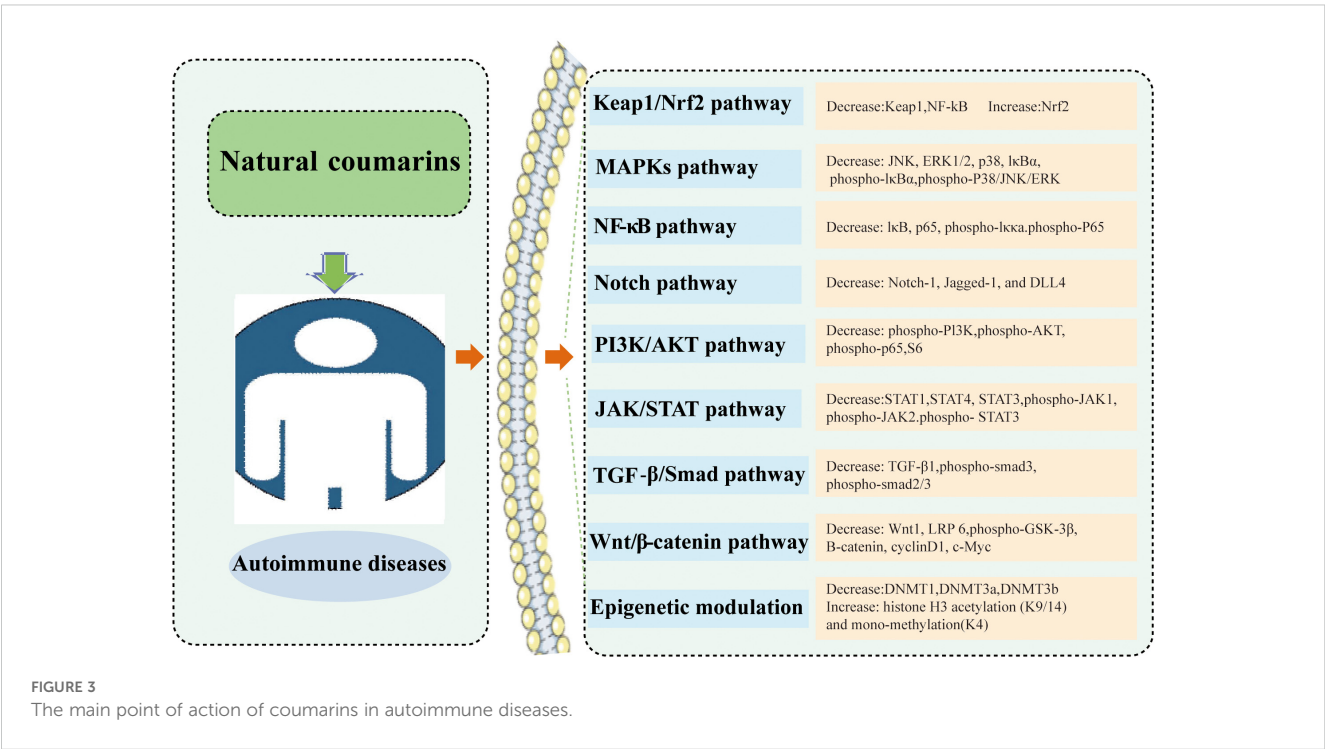 Natural coumarins
Autoimmune diseases
Keap1/Nrf2 pathway
Decrease:Keap1,NF-kB Increase:Nrf2
MAPKs pathway
Decrease: JNK, ERK1/2, p38, lκBα,
phospho-lκBα,phospho-P38/JNK/ERK
NF-κB pathway
Decrease: lκB, p65, phospho-lκκa.phospho-P65
Notch pathway
Decrease: Notch-1, Jagged-1, and DLL4
PI3K/AKT pathway
Decrease: phospho-PI3K,phospho-AKT,
phospho-p65,S6
JAK/STAT pathway
Decrease:STAT1,STAT4, STAT3,phospho-JAK1,
phospho-JAK2.phospho- STAT3
TGF-β/Smad pathway
Decrease: TGF-β1,phospho-smad3,
phospho-smad2/3
Wnt/β-catenin pathway
Decrease: Wnt1, LRP 6,phospho-GSK-3β,
B-catenin, cyclinD1, c-Myc
Epigenetic modulation
Decrease:DNMT1,DNMT3a,DNMT3b
Increase: histone H3 acetylation (K9/14)
and mono-methylation(K4)
FIGURE 3
The main point of action of coumarins in autoimmune diseases.